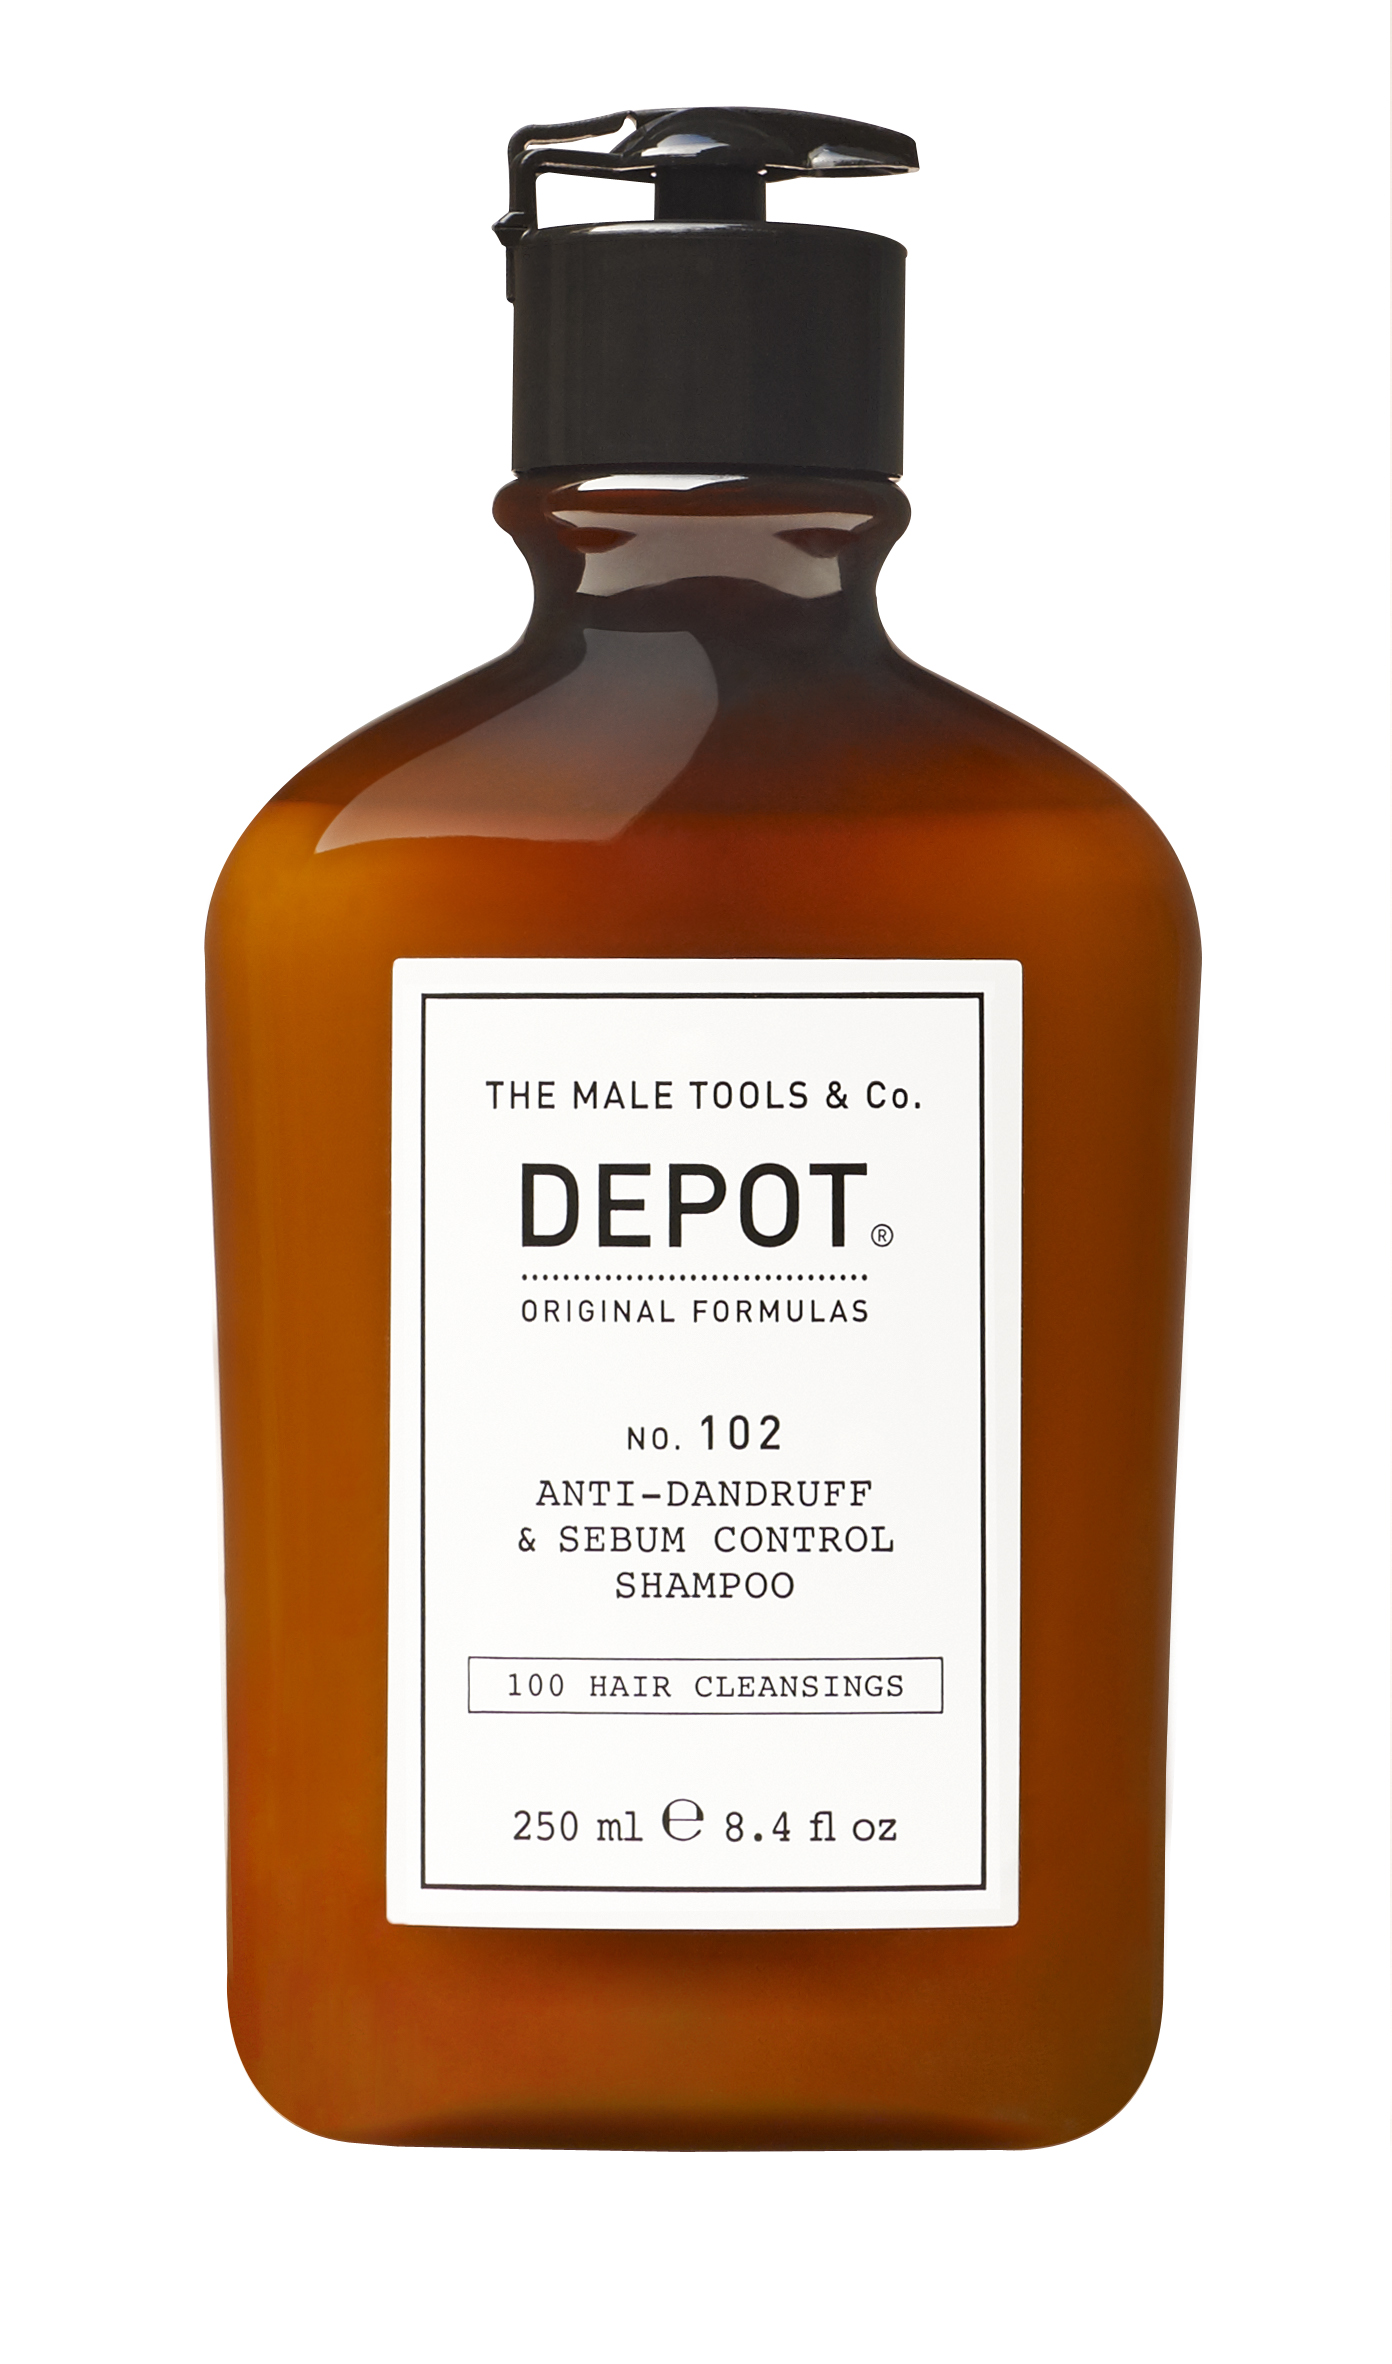 THE MALE TOOLS & Co.
DEPOT®
ORIGINAL FORMULAS
NO. 102
ANTI-DANDRUFF
& SEBUM CONTROL
SHAMPOO
100 HAIR CLEANSINGS
250 ml ℮ 8.4 fl oz